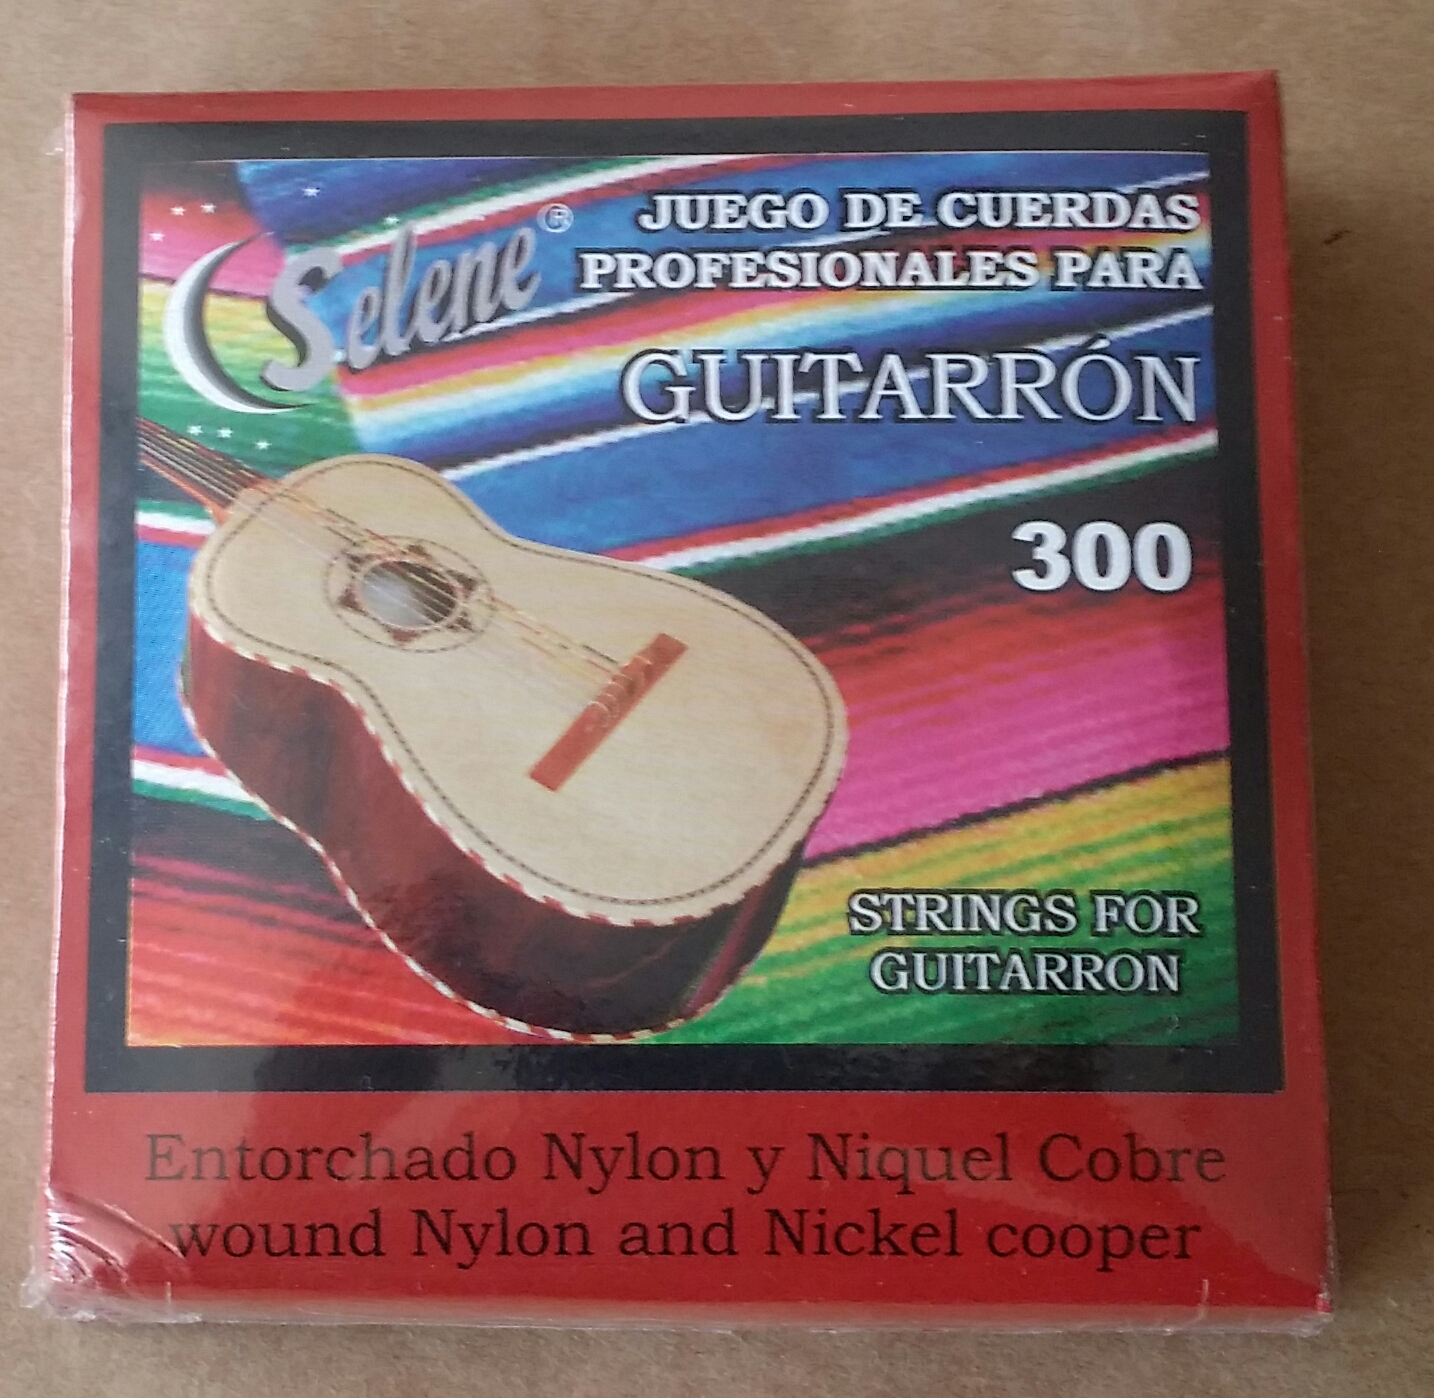 Selene®
JUEGO DE CUERDAS
PROFESIONALES PARA
GUITARRÓN
300
STRINGS FOR
GUITARRON
Entorchado Nylon y Niquel Cobre
wound Nylon and Nickel cooper